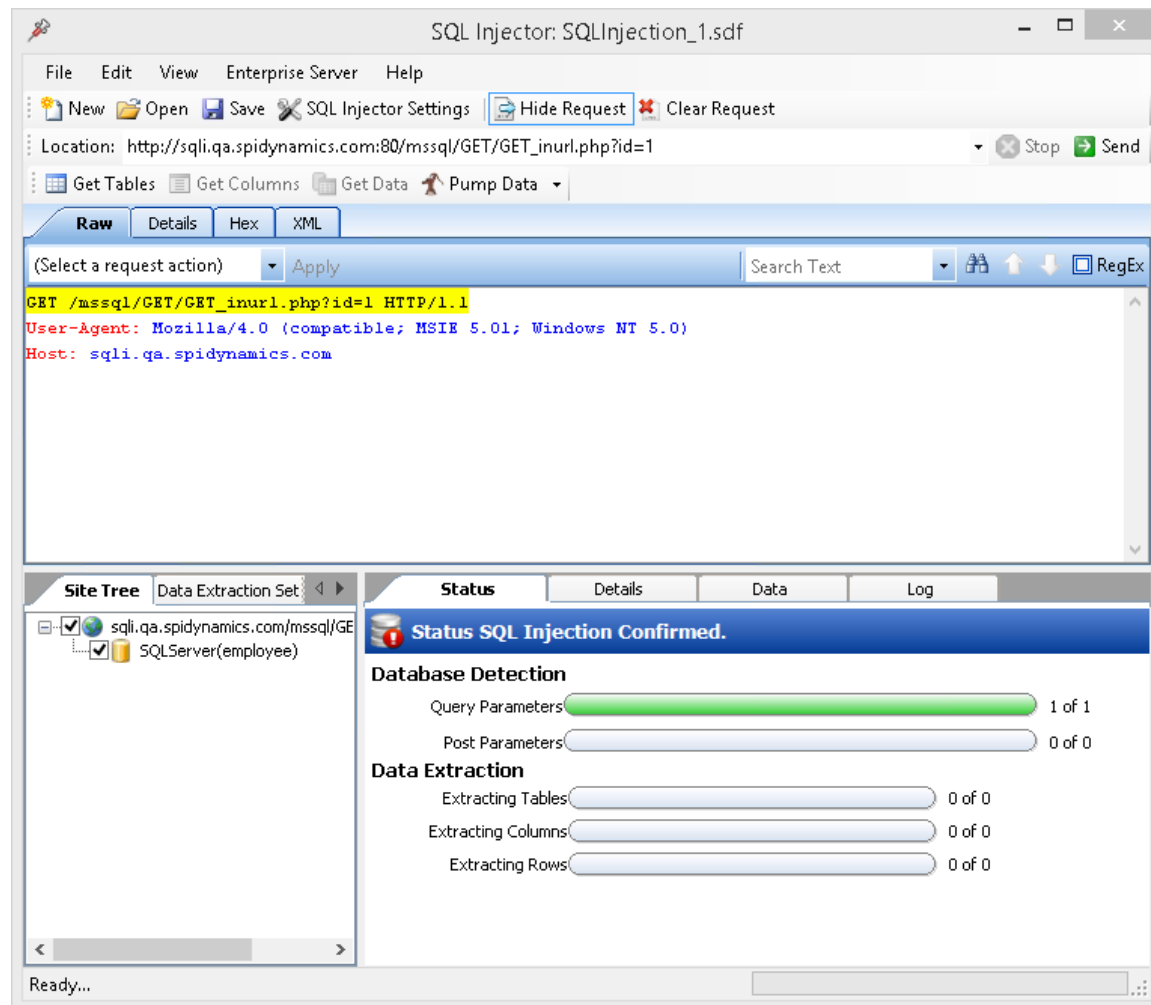 SQL Injector: SQLInjection_1.sdf
File Edit View Enterprise Server Help
New Open Save SQL Injector Settings Hide Request Clear Request
Location: http://sqli.qa.spidynamics.com:80/mssql/GET/GET_inurl.php?id=1 Stop Send
Get Tables Get Columns Get Data Pump Data
Raw Details Hex XML
(Select a request action) Apply Search Text RegEx
GET /mssql/GET/GET_inurl.php?id=1 HTTP/1.1
User-Agent: Mozilla/4.0 (compatible; MSIE 5.01; Windows NT 5.0)
Host: sqli.qa.spidynamics.com
Site Tree Data Extraction Set
sqli.qa.spidynamics.com/mssql/GE
SQLServer(employee)
Status Details Data Log
Status SQL Injection Confirmed.
Database Detection
Query Parameters 1 of 1
Post Parameters 0 of 0
Data Extraction
Extracting Tables 0 of 0
Extracting Columns 0 of 0
Extracting Rows 0 of 0
Ready...